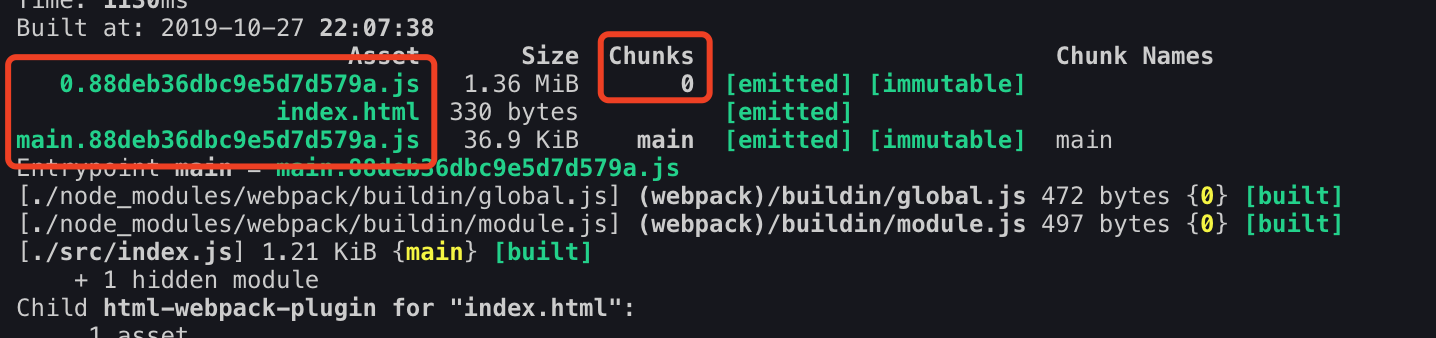 Time: 1130ms
Built at: 2019-10-27 22:07:38
Asset Size Chunks Chunk Names
0.88deb36dbc9e5d7d579a.js 1.36 MiB 0 [emitted] [immutable]
index.html 330 bytes [emitted]
main.88deb36dbc9e5d7d579a.js 36.9 KiB main [emitted] [immutable] main
Entrypoint main = main.88deb36dbc9e5d7d579a.js
[./node_modules/webpack/buildin/global.js] (webpack)/buildin/global.js 472 bytes {0} [built]
[./node_modules/webpack/buildin/module.js] (webpack)/buildin/module.js 497 bytes {0} [built]
[./src/index.js] 1.21 KiB {main} [built]
+ 1 hidden module
Child html-webpack-plugin for "index.html":
1 asset